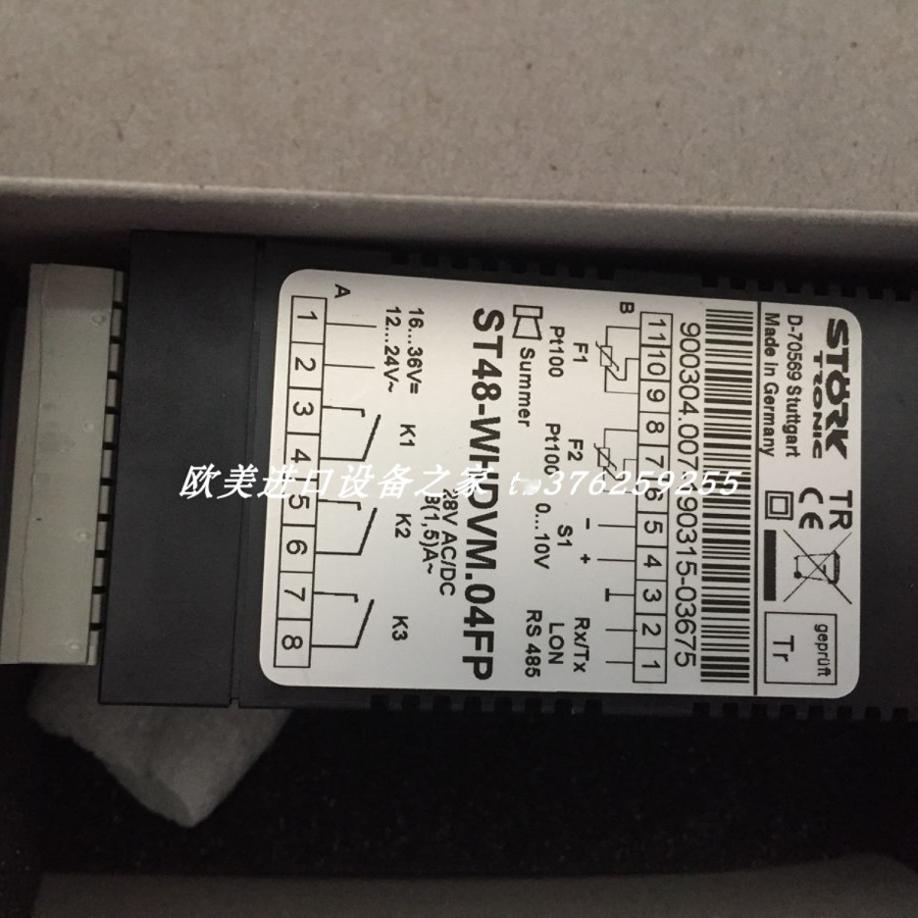 STÖRK
TRONIC
TR
CE
geprüft
Tr
D-70569 Stuttgart
Made in Germany
900304.007
90315-03675
B
11 10 9 8 7 6 5 4 3 2 1
F1
Pt100
F2
Pt100
S1
0...10V
− +
Rx/Tx
LON
RS 485
Summer
ST48-WHDVM.04FP
16...36V=
12...24V~
28V AC/DC
(1,5)A~
K1
K2
K3
A
1 2 3 4 5 6 7 8
欧美进口设备之家
376259255